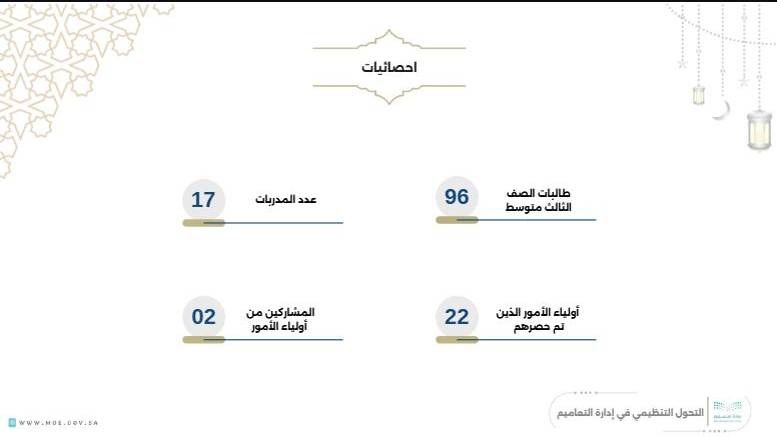 احصائيات
طالبات الصف
الثالث متوسط
96
عدد المدربات
17
أولياء الأمور الذين
تم حصرهم
22
المشاركين من
أولياء الأمور
02
التحول التنظيمي في إدارة التعاميم
WWW.MOE.GOV.SA